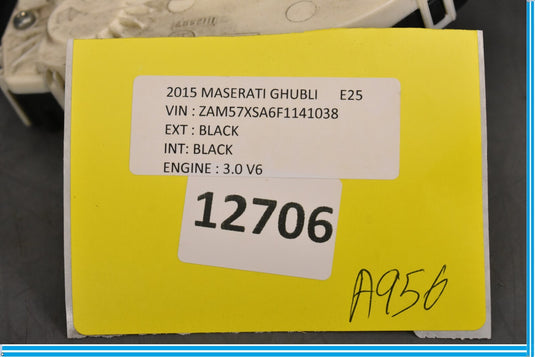 2015 MASERATI GHUBLI E25
VIN : ZAM57XSA6F1141038
EXT : BLACK
INT: BLACK
ENGINE : 3.0 V6
12706
A956